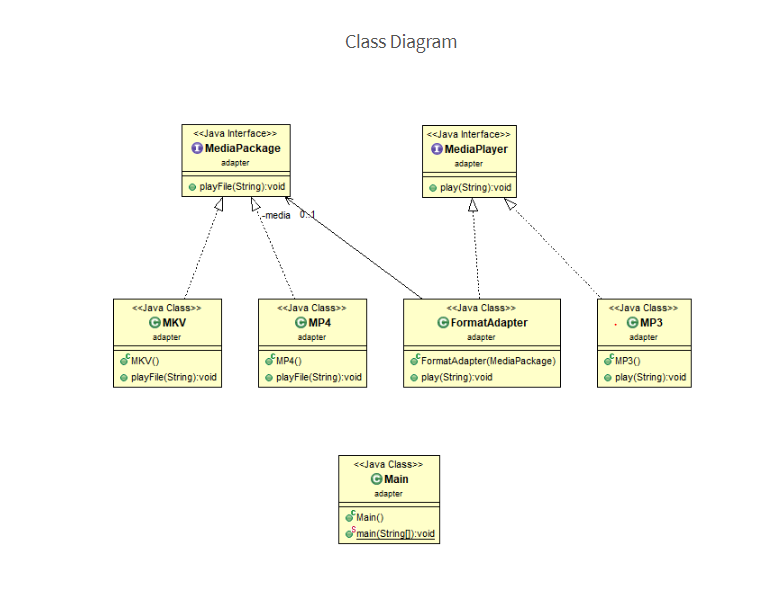 Class Diagram
<<Java Interface>>
MediaPackage
adapter
playFile(String):void
<<Java Interface>>
MediaPlayer
adapter
play(String):void
-media 0..1
<<Java Class>>
MKV
adapter
MKV()
playFile(String):void
<<Java Class>>
MP4
adapter
MP4()
playFile(String):void
<<Java Class>>
FormatAdapter
adapter
FormatAdapter(MediaPackage)
play(String):void
<<Java Class>>
MP3
adapter
MP3()
play(String):void
<<Java Class>>
Main
adapter
Main()
main(String[]):void